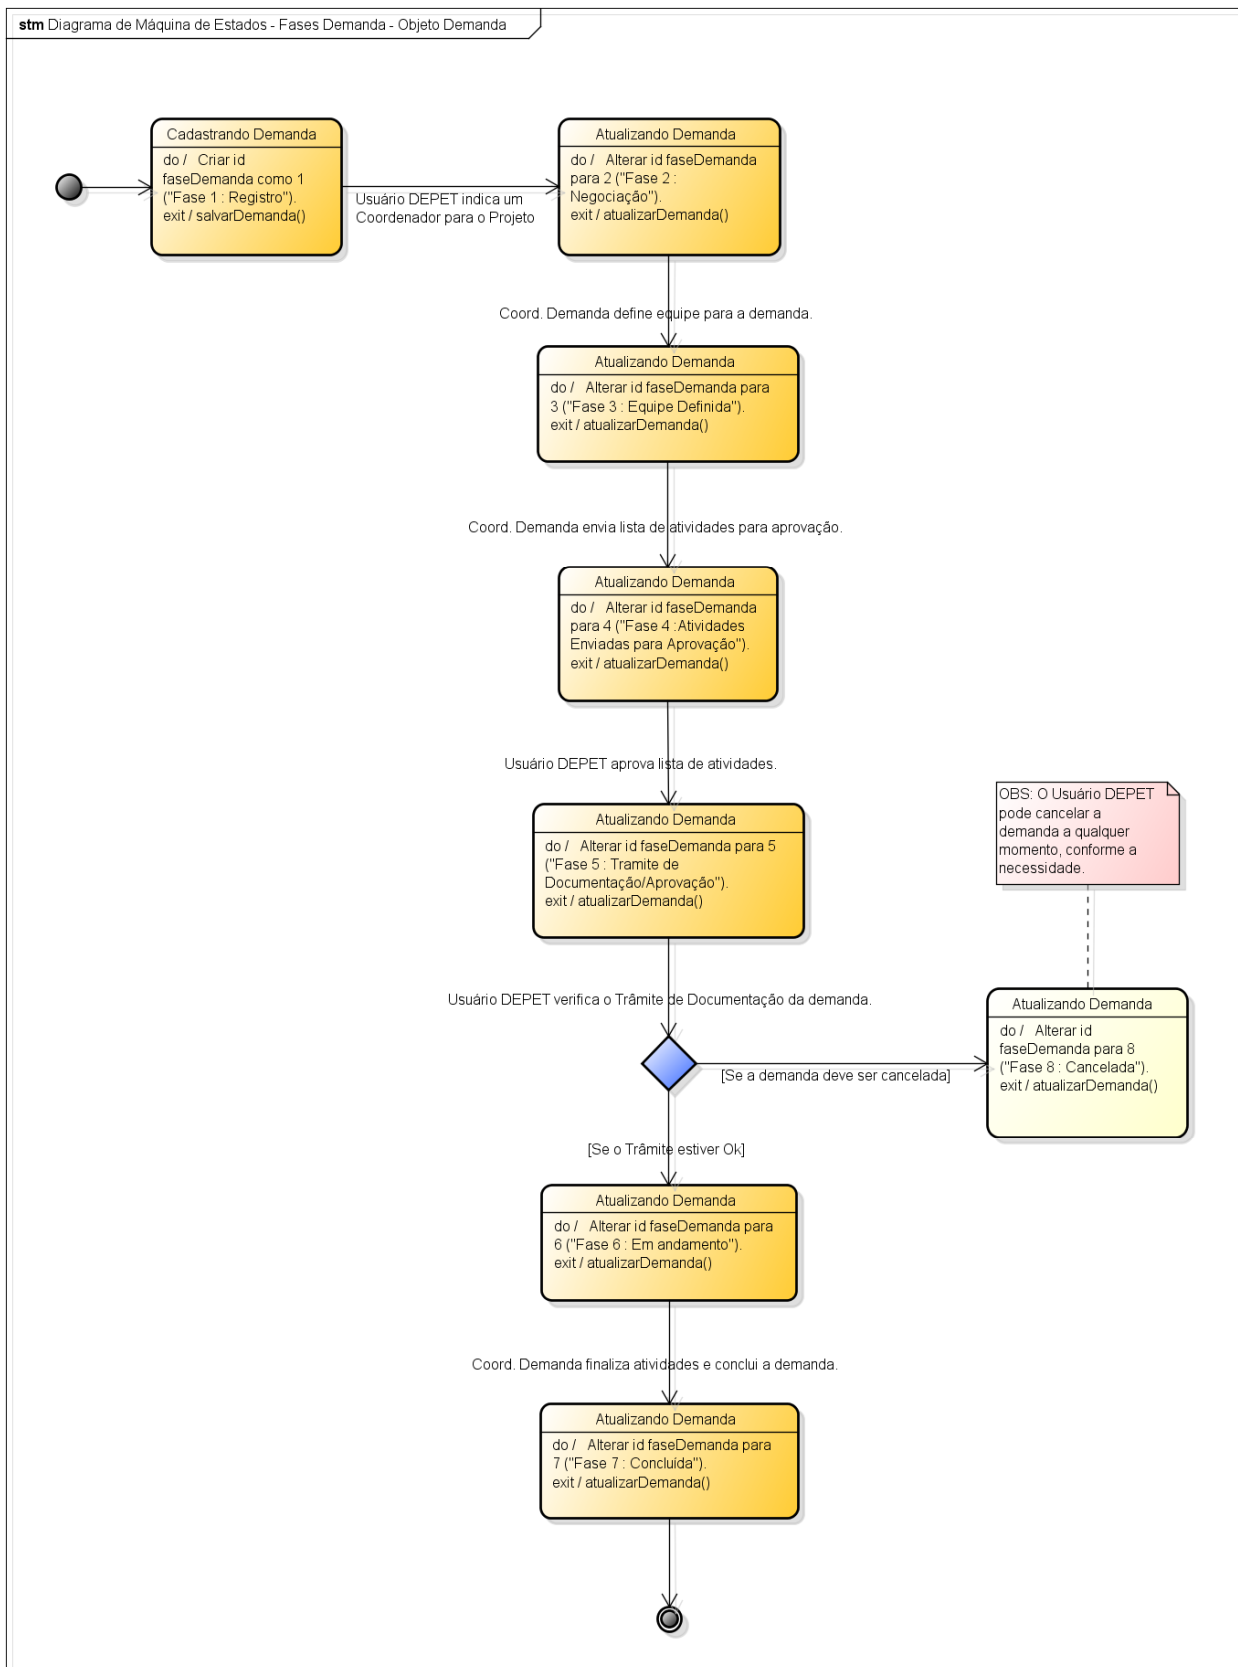 stm Diagrama de Máquina de Estados - Fases Demanda - Objeto Demanda
Cadastrando Demanda
do /   Criar id
faseDemanda como 1
("Fase 1 : Registro").
exit / salvarDemanda()
Usuário DEPET indica um
Coordenador para o Projeto
Atualizando Demanda
do /   Alterar id faseDemanda
para 2 ("Fase 2 :
Negociação").
exit / atualizarDemanda()
Coord. Demanda define equipe para a demanda.
Atualizando Demanda
do /   Alterar id faseDemanda para
3 ("Fase 3 : Equipe Definida").
exit / atualizarDemanda()
Coord. Demanda envia lista de atividades para aprovação.
Atualizando Demanda
do /   Alterar id faseDemanda
para 4 ("Fase 4 :Atividades
Enviadas para Aprovação").
exit / atualizarDemanda()
Usuário DEPET aprova lista de atividades.
Atualizando Demanda
do /   Alterar id faseDemanda para 5
("Fase 5 : Tramite de
Documentação/Aprovação").
exit / atualizarDemanda()
OBS: O Usuário DEPET
pode cancelar a
demanda a qualquer
momento, conforme a
necessidade.
Usuário DEPET verifica o Trâmite de Documentação da demanda.
[Se a demanda deve ser cancelada]
Atualizando Demanda
do /   Alterar id
faseDemanda para 8
("Fase 8 : Cancelada").
exit / atualizarDemanda()
[Se o Trâmite estiver Ok]
Atualizando Demanda
do /   Alterar id faseDemanda para
6 ("Fase 6 : Em andamento").
exit / atualizarDemanda()
Coord. Demanda finaliza atividades e conclui a demanda.
Atualizando Demanda
do /   Alterar id faseDemanda para
7 ("Fase 7 : Concluída").
exit / atualizarDemanda()